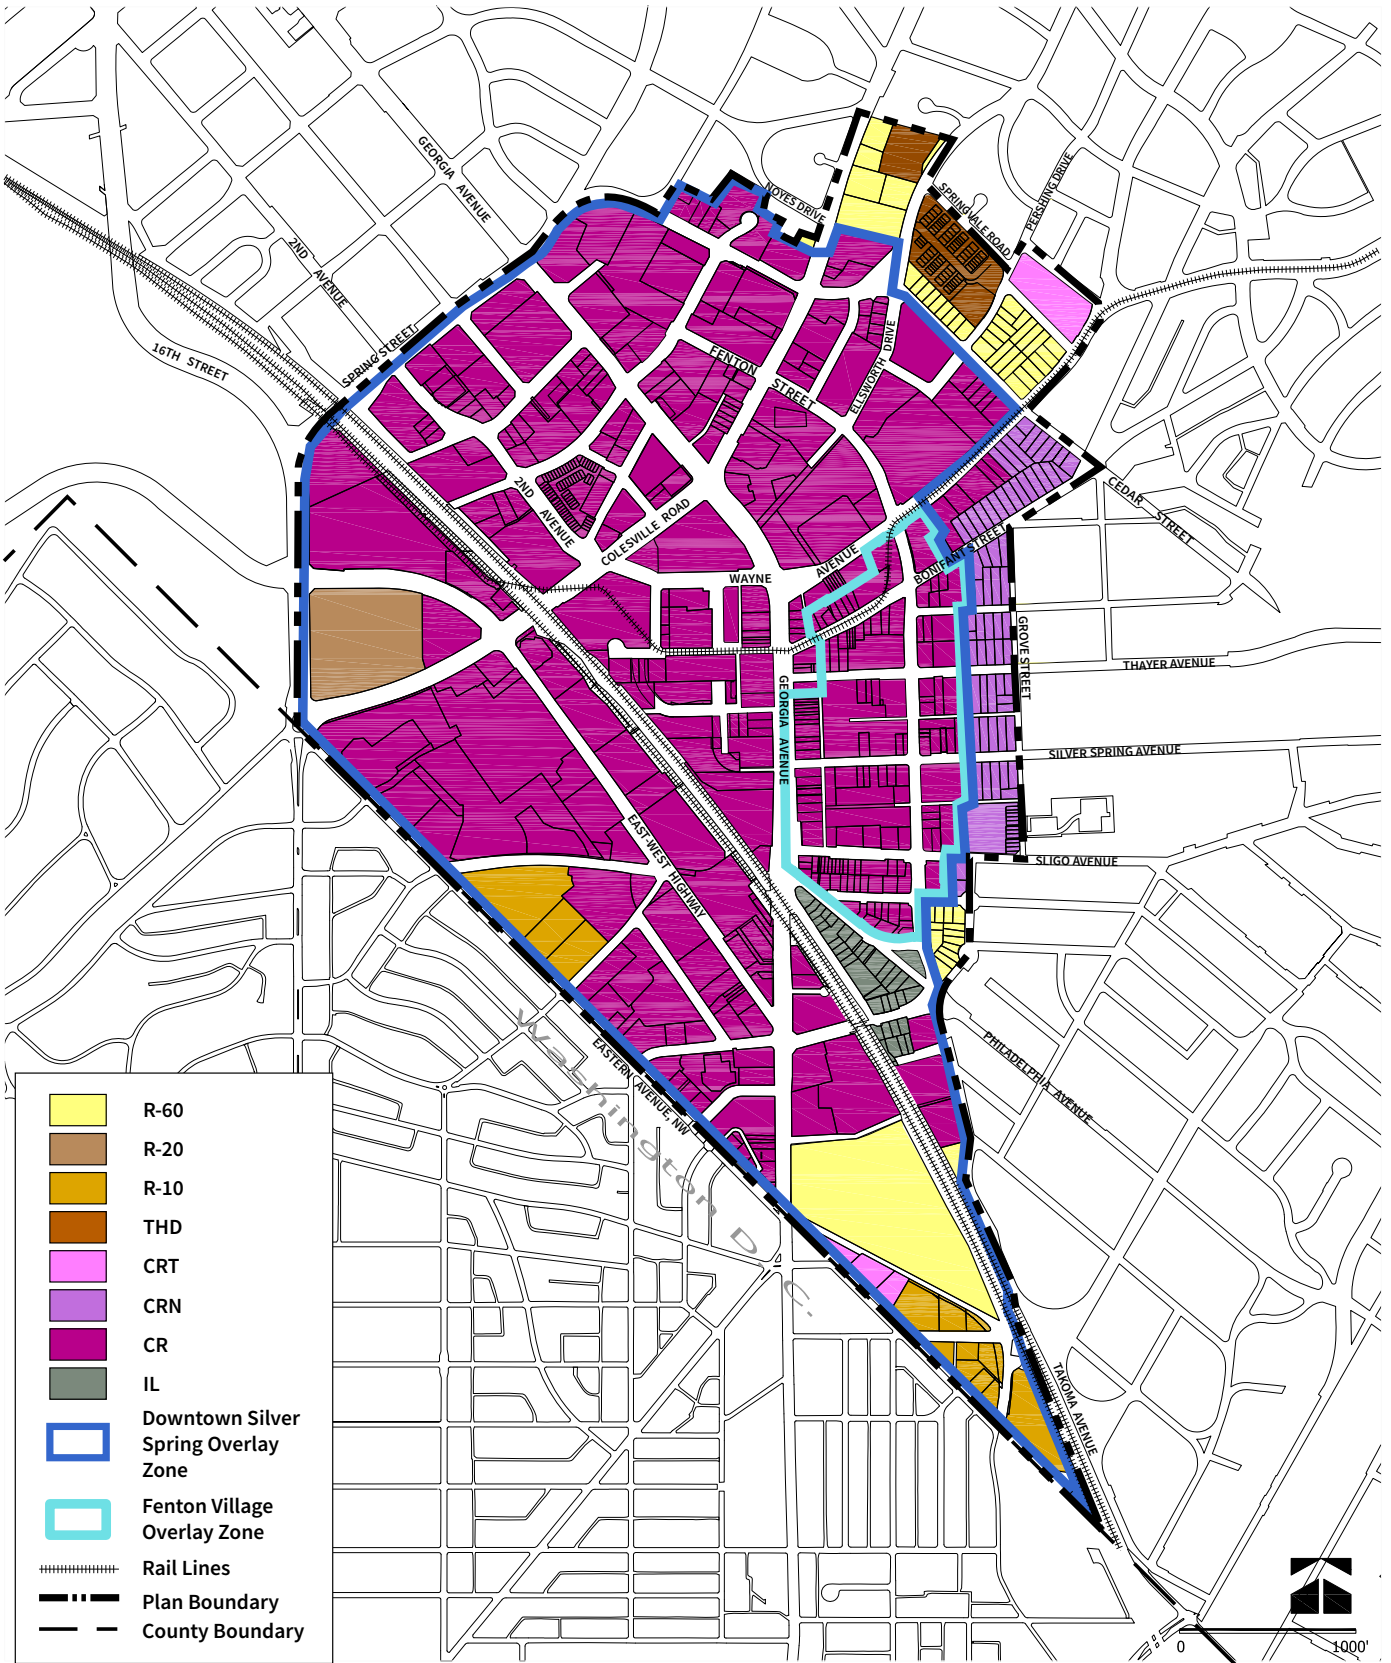 NOYES DRIVE
GEORGIA AVENUE
PERSHING DRIVE
SPRINGVALE ROAD
2ND AVENUE
16TH STREET
SPRING STREET
FENTON STREET
ELLSWORTH DRIVE
2ND AVENUE
COLESVILLE ROAD
CEDAR STREET
WAYNE AVENUE
BONIFANT STREET
GROVE STREET
THAYER AVENUE
GEORGIA AVENUE
SILVER SPRING AVENUE
EAST-WEST HIGHWAY
SLIGO AVENUE
PHILADELPHIA AVENUE
EASTERN AVENUE, NW
Washington D.C.
TAKOMA AVENUE
R-60
R-20
R-10
THD
CRT
CRN
CR
IL
Downtown Silver
Spring Overlay
Zone
Fenton Village
Overlay Zone
Rail Lines
Plan Boundary
County Boundary
0 1000'